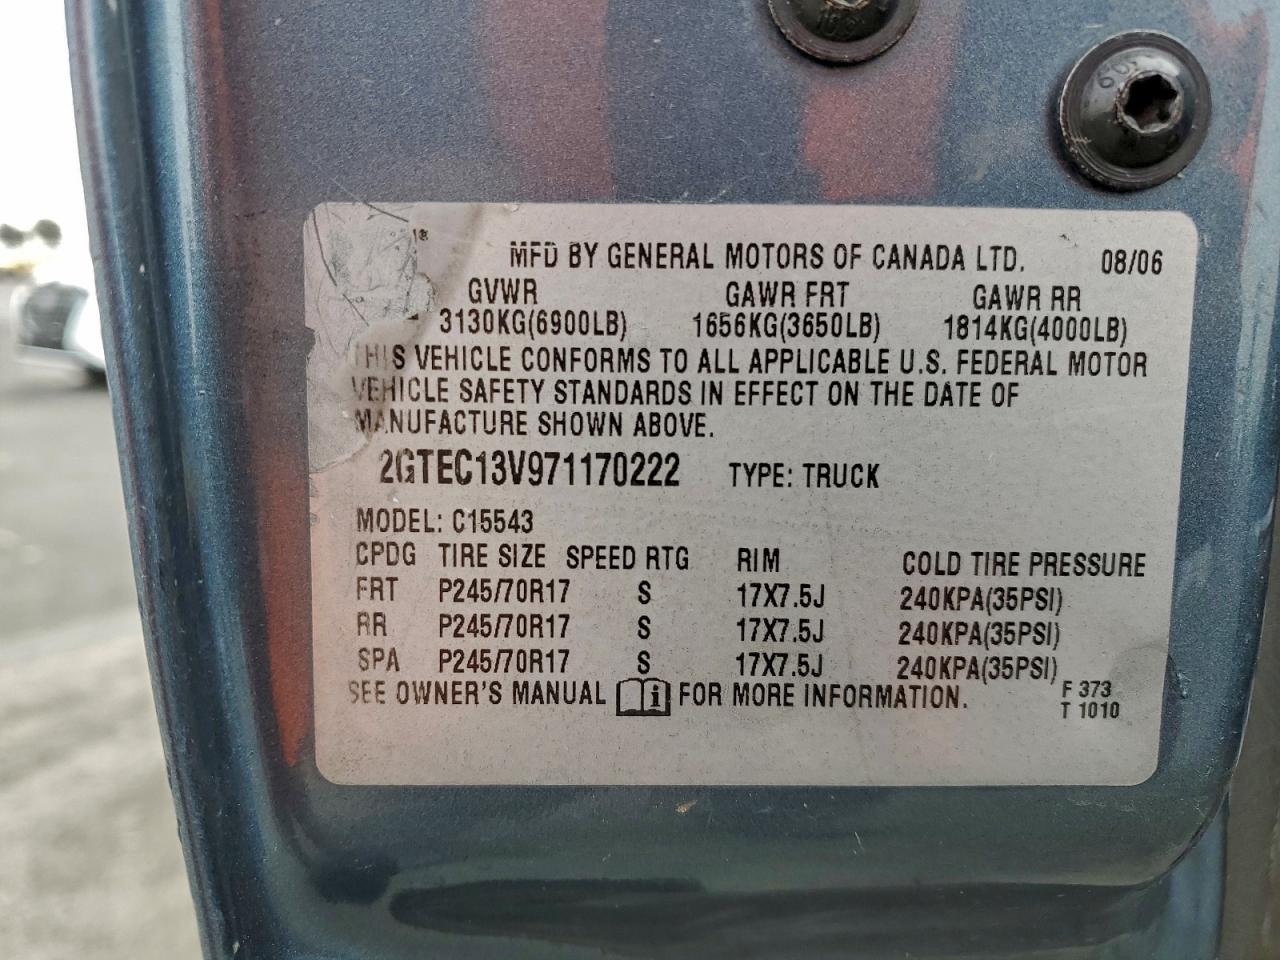 MFD BY GENERAL MOTORS OF CANADA LTD. 08/06
GVWR GAWR FRT GAWR RR
3130KG(6900LB) 1656KG(3650LB) 1814KG(4000LB)
THIS VEHICLE CONFORMS TO ALL APPLICABLE U.S. FEDERAL MOTOR
VEHICLE SAFETY STANDARDS IN EFFECT ON THE DATE OF
MANUFACTURE SHOWN ABOVE.
2GTEC13V971170222 TYPE: TRUCK
MODEL: C15543
CPDG TIRE SIZE SPEED RTG RIM COLD TIRE PRESSURE
FRT P245/70R17 S 17X7.5J 240KPA(35PSI)
RR P245/70R17 S 17X7.5J 240KPA(35PSI)
SPA P245/70R17 S 17X7.5J 240KPA(35PSI)
SEE OWNER'S MANUAL i FOR MORE INFORMATION.
F 373
T 1010